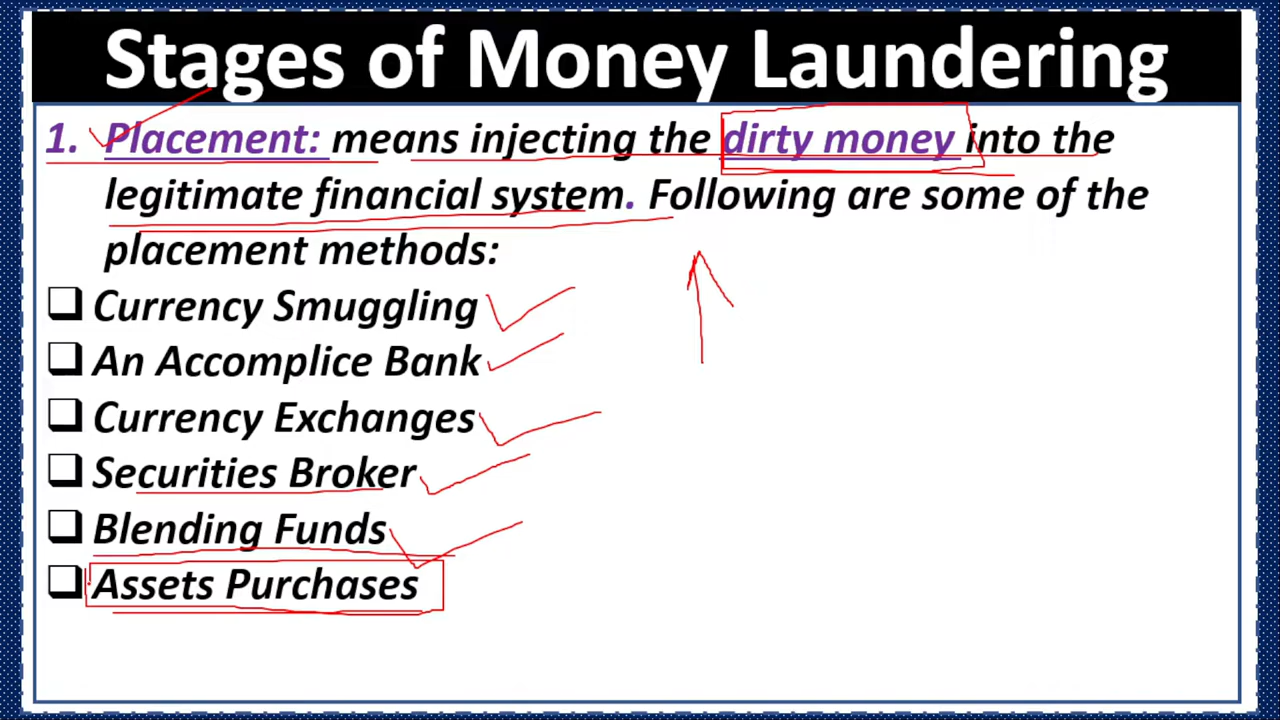 Stages of Money Laundering
1. Placement: means injecting the dirty money into the
legitimate financial system. Following are some of the
placement methods:
Currency Smuggling
An Accomplice Bank
Currency Exchanges
Securities Broker
Blending Funds
Assets Purchases